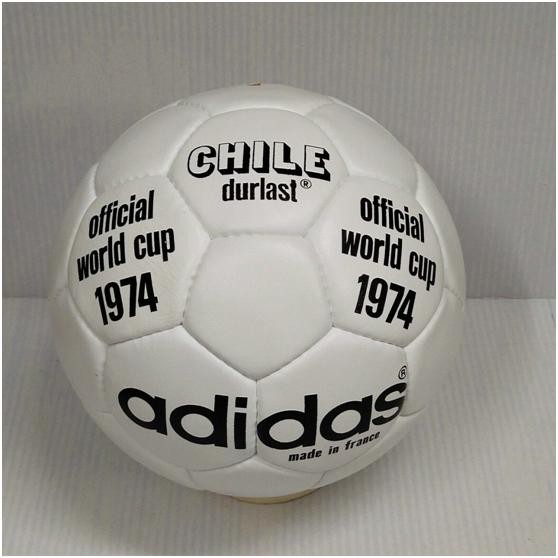 CHILE
durlast®
official
world cup
1974
official
world cup
1974
adidas®
made in france